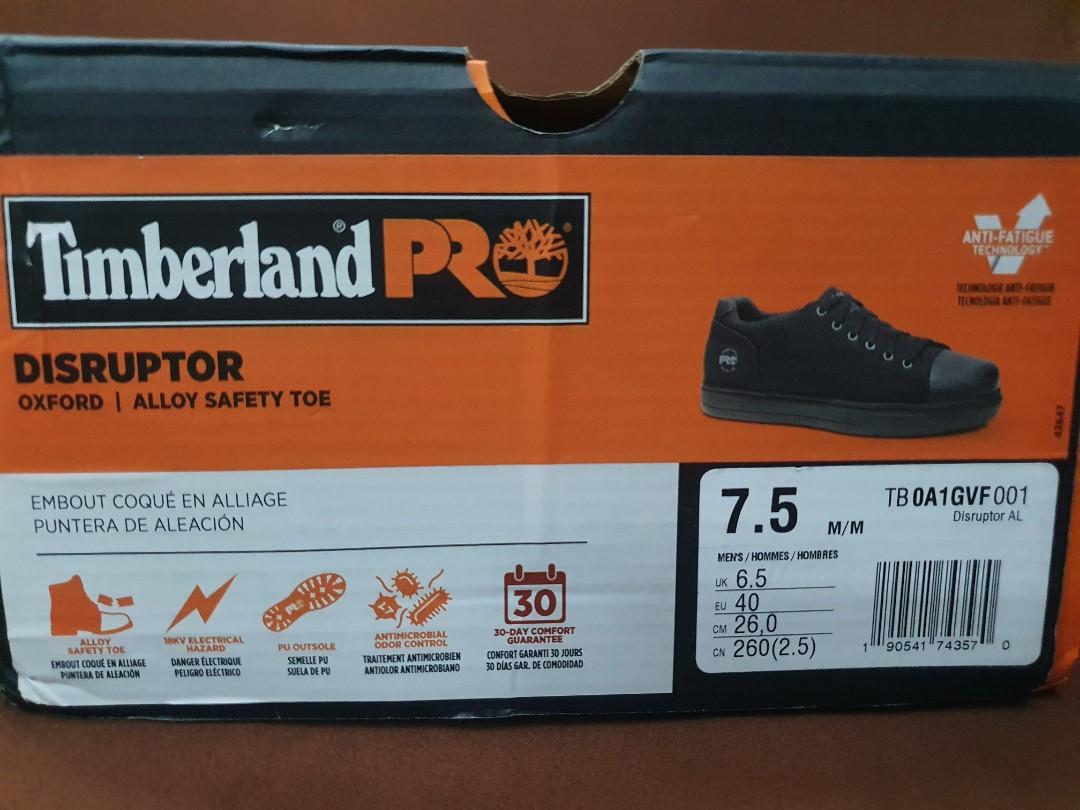 Timberland® PRO®
ANTI-FATIGUE
TECHNOLOGY™
TECHNOLOGIE ANTI-FATIGUE
TECNOLOGÍA ANTI-FATIGUE
DISRUPTOR
OXFORD | ALLOY SAFETY TOE
PRO
42647
EMBOUT COQUÉ EN ALLIAGE
PUNTERA DE ALEACIÓN
ALLOY
SAFETY TOE
EMBOUT COQUÉ EN ALLIAGE
PUNTERA DE ALEACIÓN
18KV ELECTRICAL
HAZARD
DANGER ÉLECTRIQUE
PELIGRO ELÉCTRICO
PRO
PU OUTSOLE
SEMELLE PU
SUELA DE PU
ANTIMICROBIAL
ODOR CONTROL
TRAITEMENT ANTIMICROBIEN
ANTIOLOR ANTIMICROBIANO
30
30-DAY COMFORT
GUARANTEE
CONFORT GARANTI 30 JOURS
30 DÍAS GAR. DE COMODIDAD
7.5 M/M
TB0A1GVF001
Disruptor AL
MEN'S / HOMMES / HOMBRES
UK 6.5
EU 40
CM 26,0
CN 260(2.5)
1 90541 74357 0